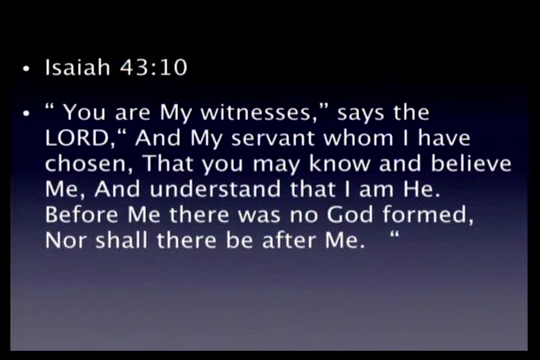 • Isaiah 43:10
• “ You are My witnesses,” says the
LORD,“ And My servant whom I have
chosen, That you may know and believe
Me, And understand that I am He.
Before Me there was no God formed,
Nor shall there be after Me. “